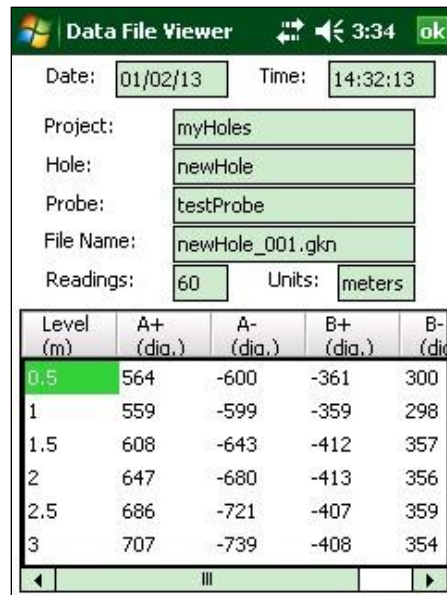 Data File Viewer 3:34 ok
Date: 01/02/13 Time: 14:32:13
Project: myHoles
Hole: newHole
Probe: testProbe
File Name: newHole_001.gkn
Readings: 60 Units: meters
Level A+ A- B+ B-
(m) (dig.) (dig.) (dig.)
0.5 564 -600 -361 300
1 559 -599 -359 298
1.5 608 -643 -412 357
2 647 -680 -413 356
2.5 686 -721 -407 359
3 707 -739 -408 354